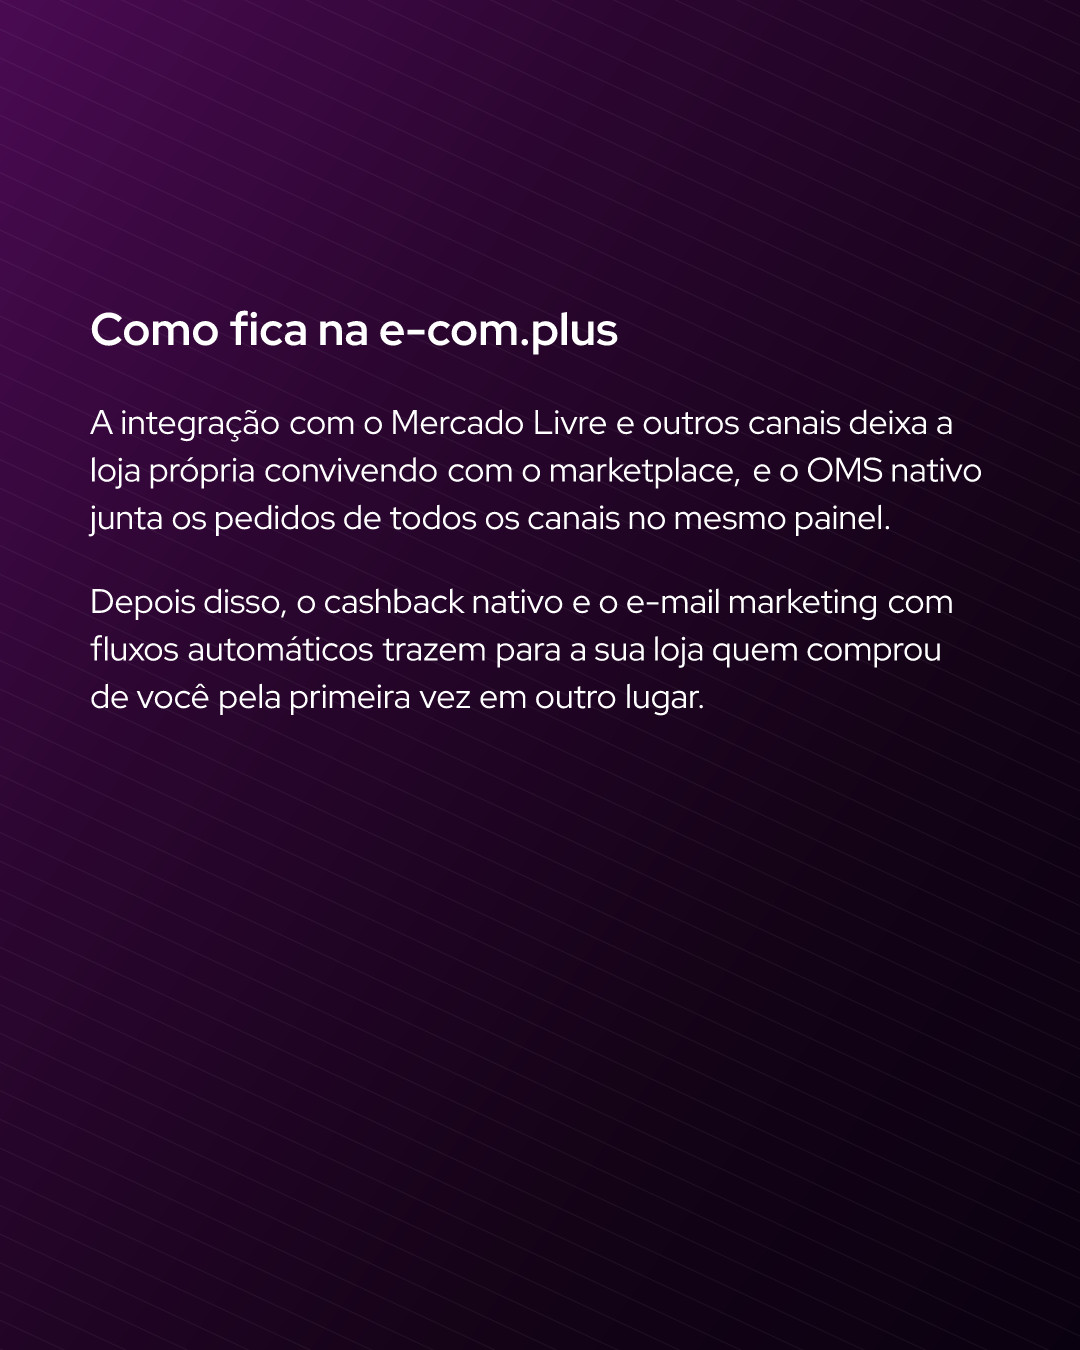 Como fica na e-com.plus
A integração com o Mercado Livre e outros canais deixa a
loja própria convivendo com o marketplace, e o OMS nativo
junta os pedidos de todos os canais no mesmo painel.
Depois disso, o cashback nativo e o e-mail marketing com
fluxos automáticos trazem para a sua loja quem comprou
de você pela primeira vez em outro lugar.